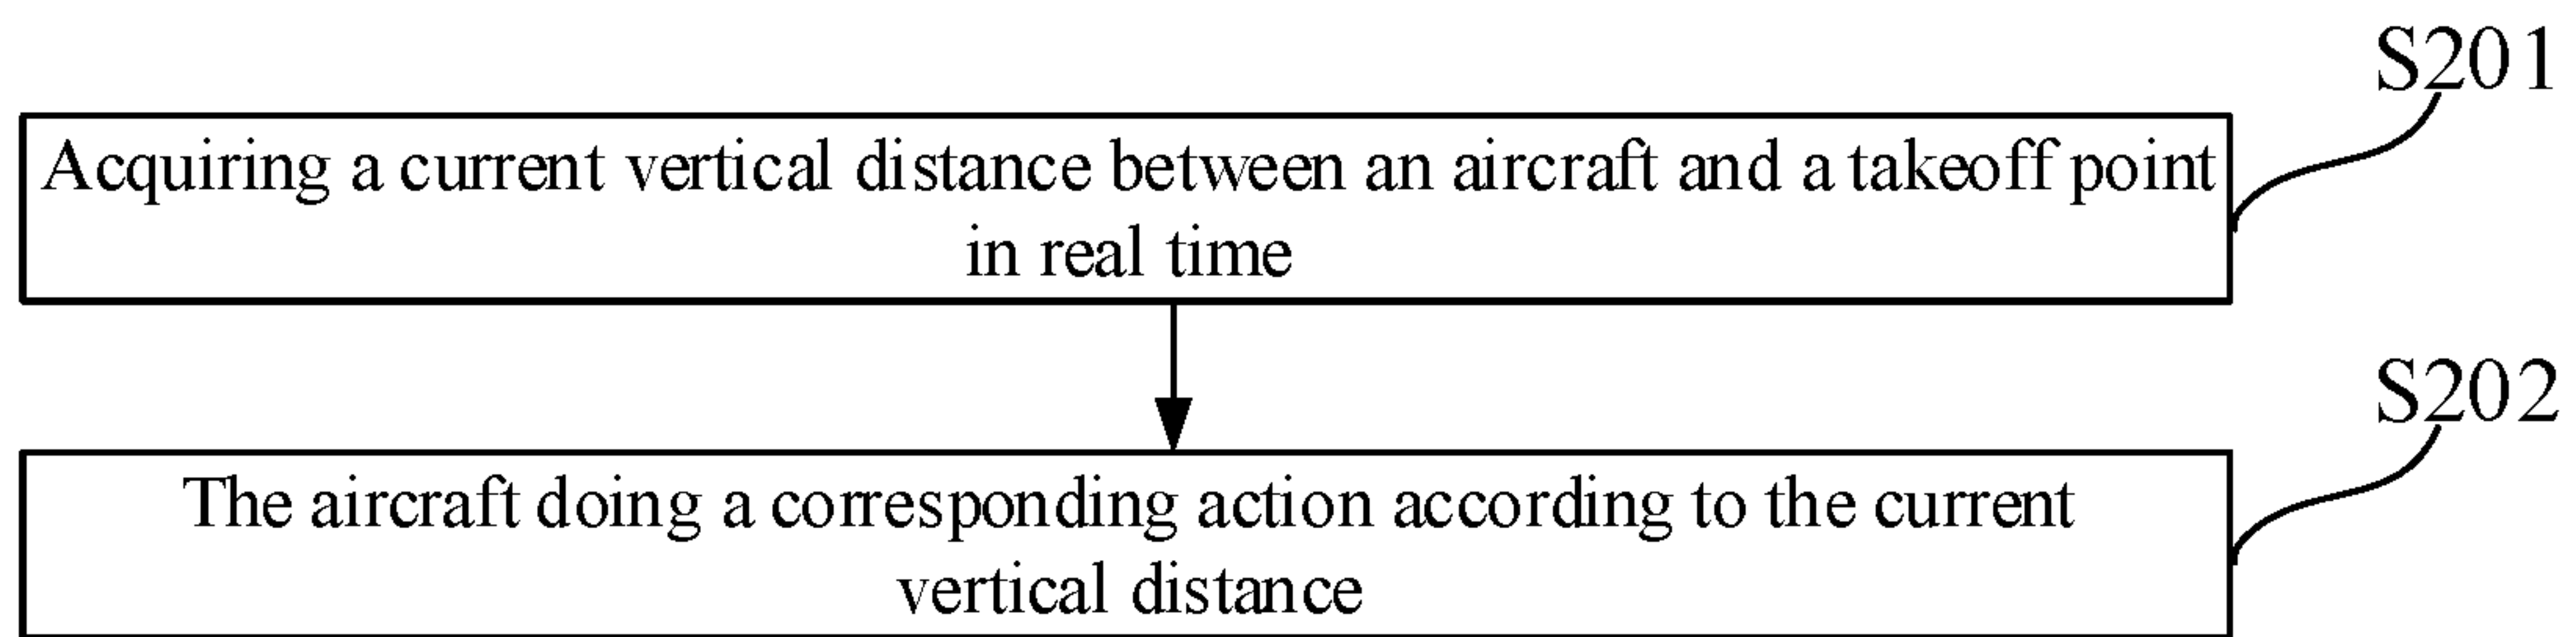 S201
Acquiring a current vertical distance between an aircraft and a takeoff point
in real time
S202
The aircraft doing a corresponding action according to the current
vertical distance